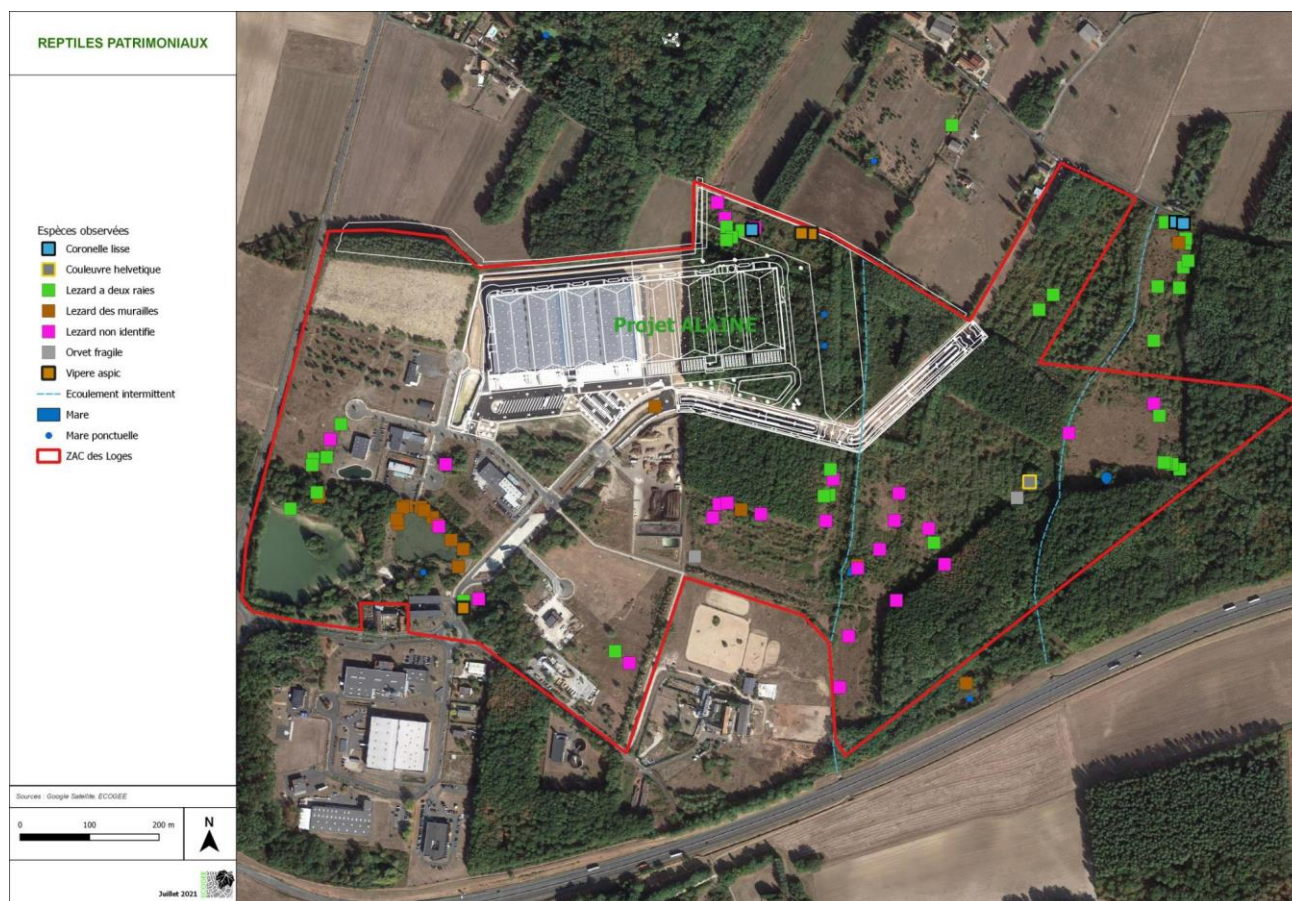 REPTILES PATRIMONIAUX
Espèces observées
Coronelle lisse
Couleuvre helvetique
Lezard a deux raies
Lezard des murailles
Lezard non identifie
Orvet fragile
Vipere aspic
Ecoulement intermittent
Mare
Mare ponctuelle
ZAC des Loges
Projet ALAINE
Sources : Google Satellite, ECOGEE
0 100 200 m
N
Juillet 2021
ECOGEE